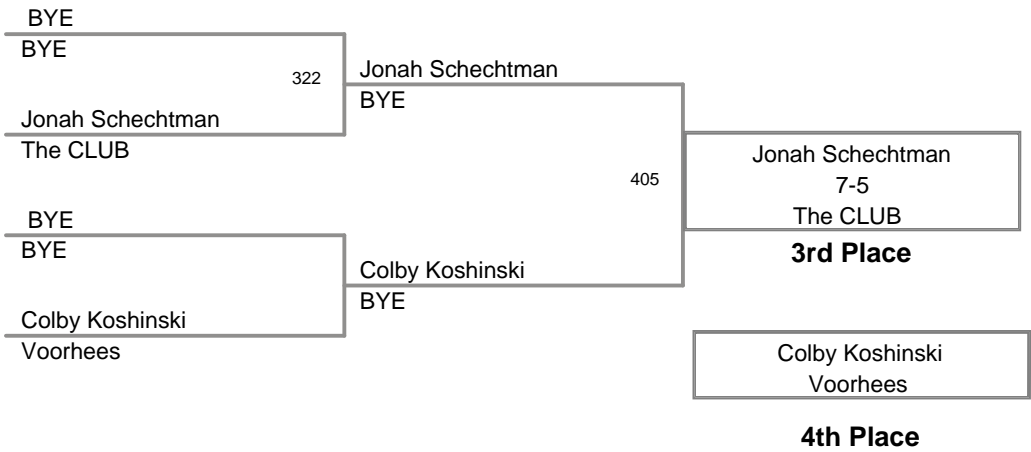 BYE
BYE
322
Jonah Schechtman
BYE
Jonah Schechtman
The CLUB
405
Jonah Schechtman
7-5
The CLUB
3rd Place
BYE
BYE
Colby Koshinski
BYE
Colby Koshinski
Voorhees
Colby Koshinski
Voorhees
4th Place